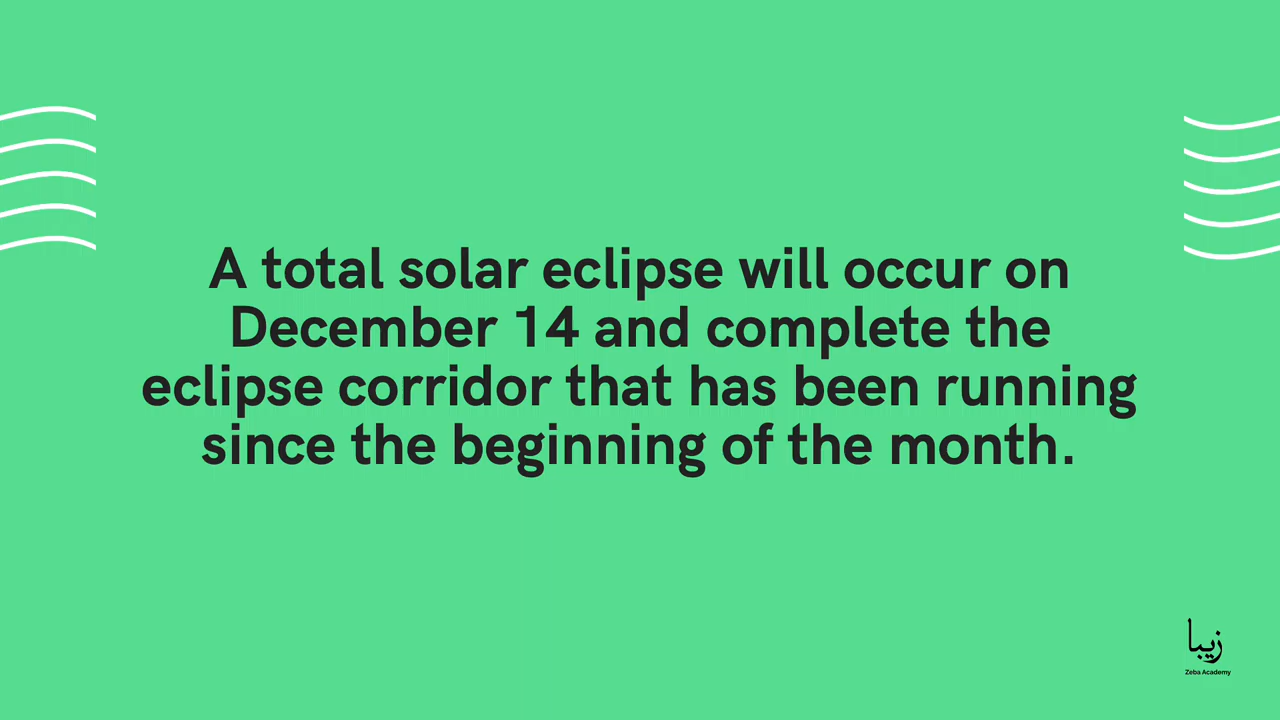 A total solar eclipse will occur on
December 14 and complete the
eclipse corridor that has been running
since the beginning of the month.
زيبا
Zeba Academy